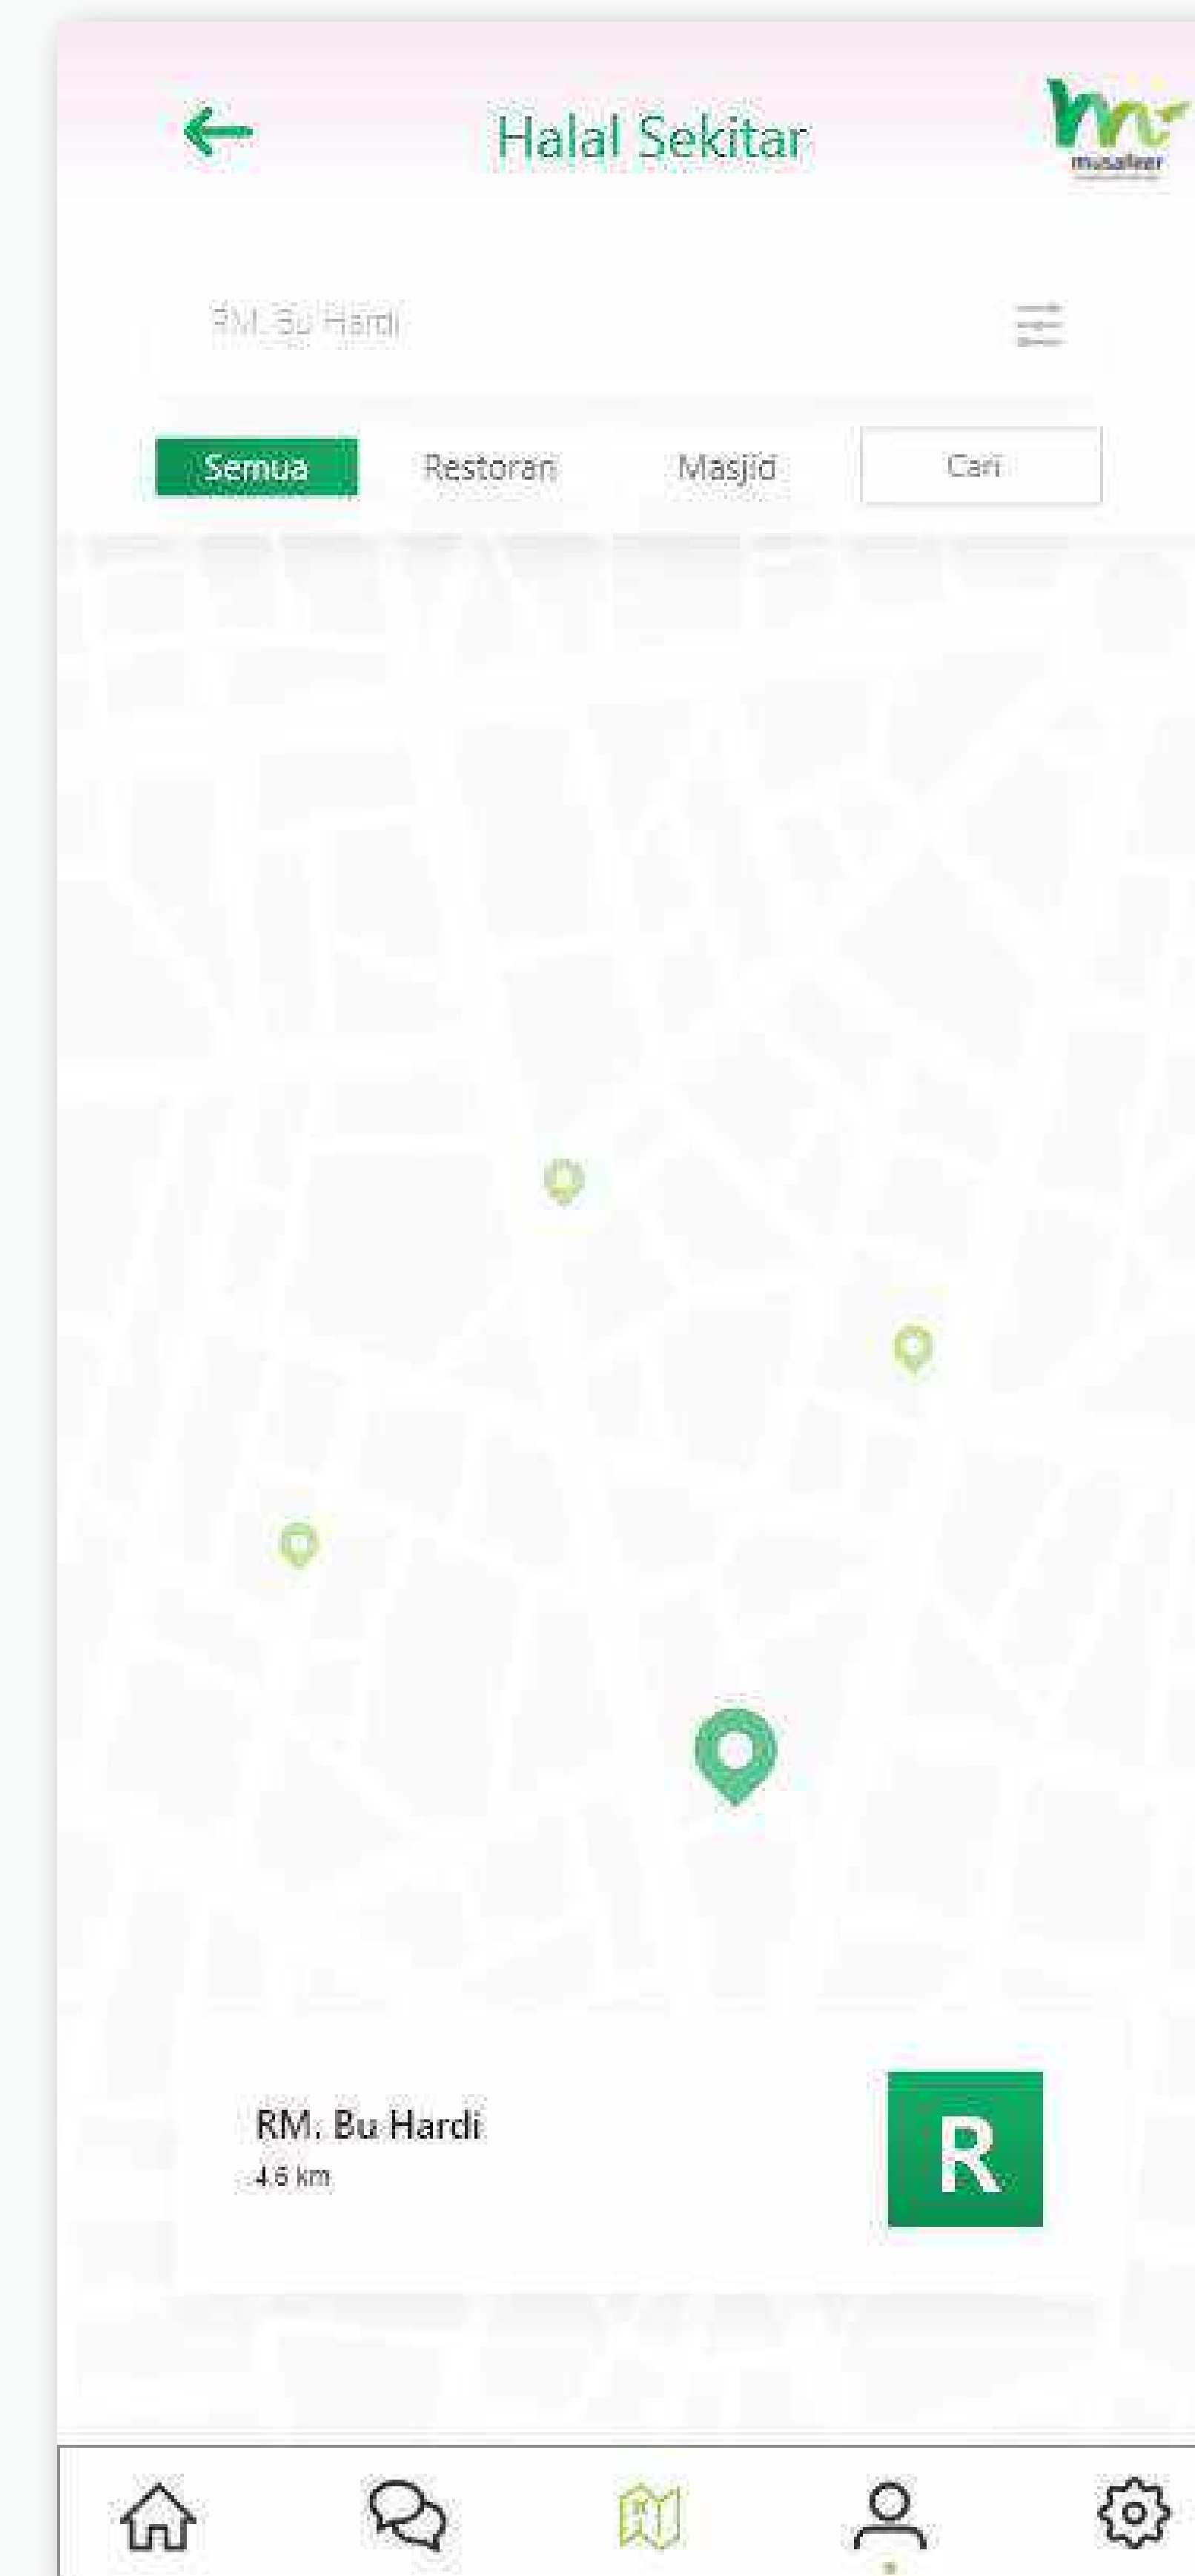 Halal Sekitar
musafeer
RM. Bu Hardi
Semua Restoran Masjid Cari
RM. Bu Hardi
4.6 km
R